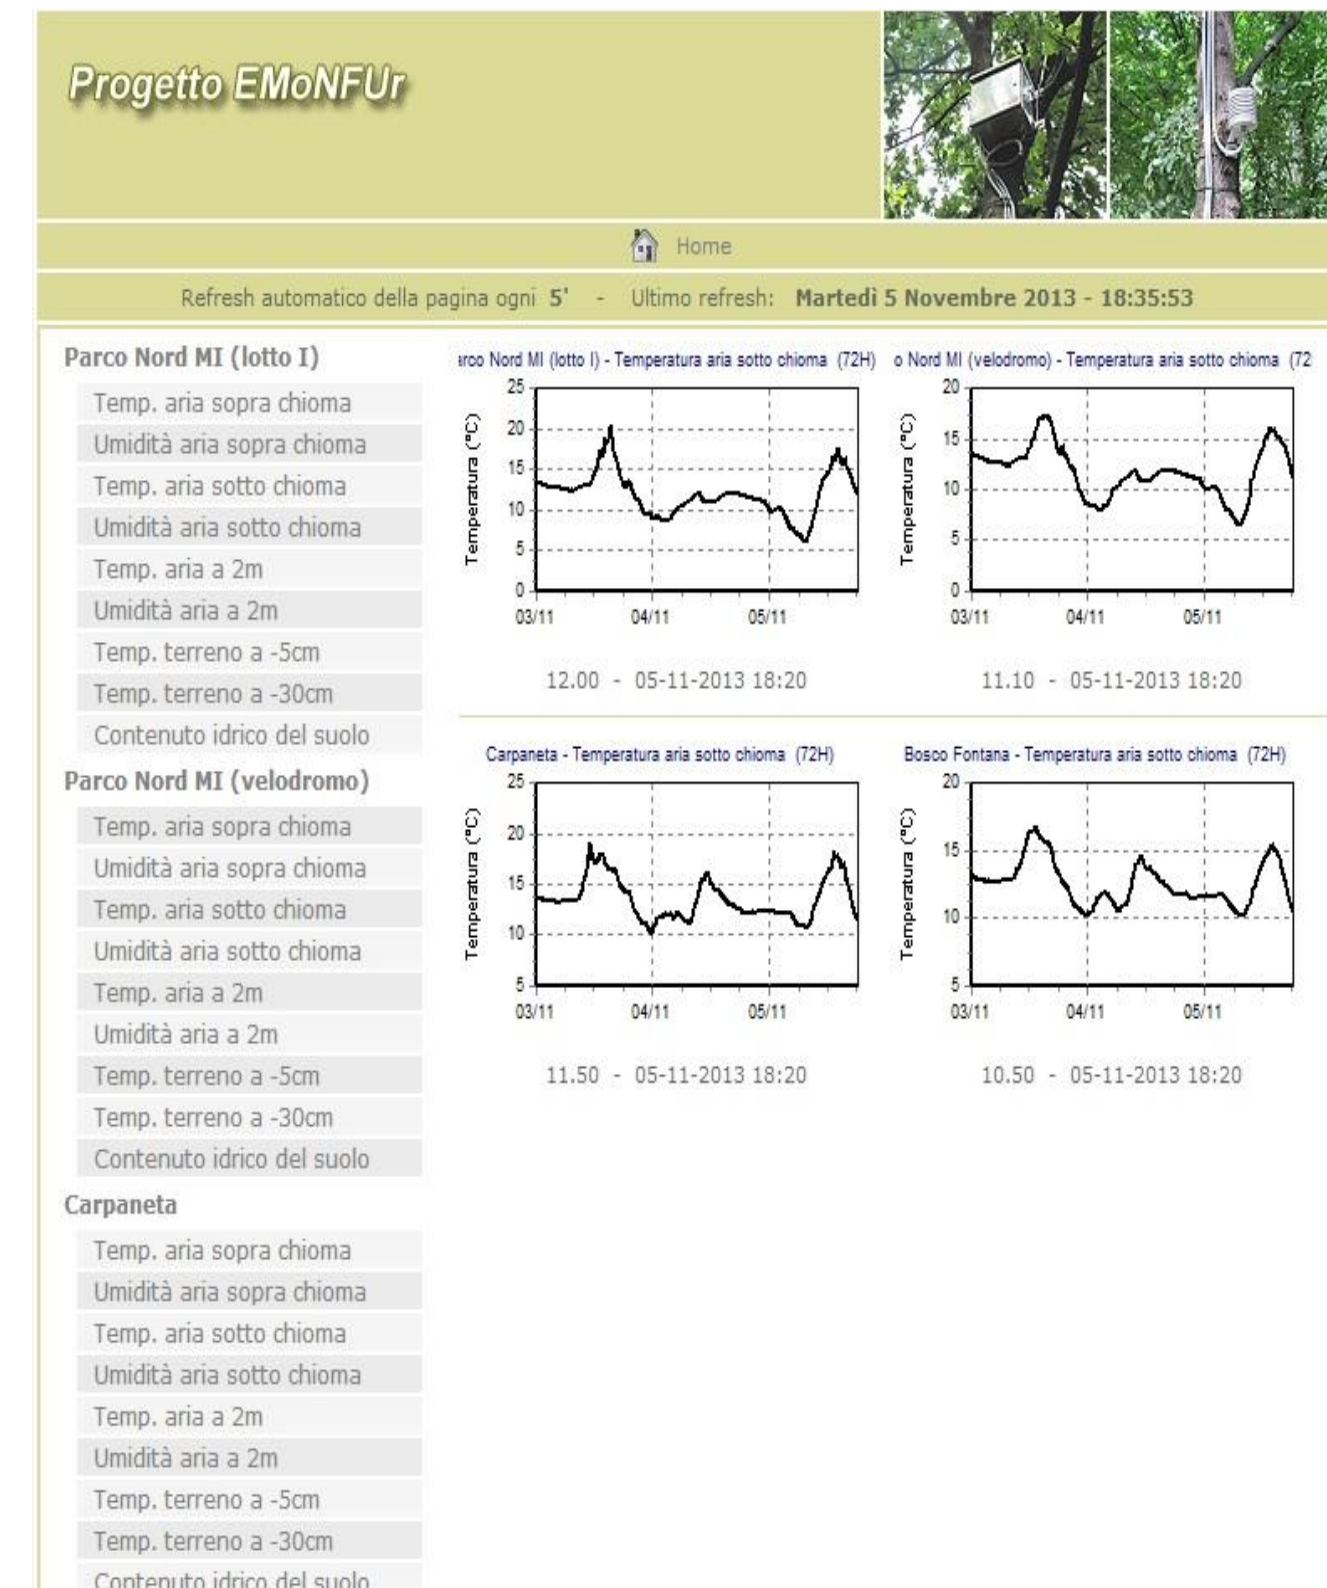 Progetto EMoNFUr
Home
Refresh automatico della pagina ogni 5' - Ultimo refresh: Martedì 5 Novembre 2013 - 18:35:53
Parco Nord MI (lotto I)
Temp. aria sopra chioma
Umidità aria sopra chioma
Temp. aria sotto chioma
Umidità aria sotto chioma
Temp. aria a 2m
Umidità aria a 2m
Temp. terreno a -5cm
Temp. terreno a -30cm
Contenuto idrico del suolo
Parco Nord MI (velodromo)
Temp. aria sopra chioma
Umidità aria sopra chioma
Temp. aria sotto chioma
Umidità aria sotto chioma
Temp. aria a 2m
Umidità aria a 2m
Temp. terreno a -5cm
Temp. terreno a -30cm
Contenuto idrico del suolo
Carpaneta
Temp. aria sopra chioma
Umidità aria sopra chioma
Temp. aria sotto chioma
Umidità aria sotto chioma
Temp. aria a 2m
Umidità aria a 2m
Temp. terreno a -5cm
Temp. terreno a -30cm
Contenuto idrico del suolo
arco Nord MI (lotto I) - Temperatura aria sotto chioma (72H)
Temperatura (°C)
25
20
15
10
5
0
03/11 04/11 05/11
12.00 - 05-11-2013 18:20
o Nord MI (velodromo) - Temperatura aria sotto chioma (72
Temperatura (°C)
20
15
10
5
0
03/11 04/11 05/11
11.10 - 05-11-2013 18:20
Carpaneta - Temperatura aria sotto chioma (72H)
Temperatura (°C)
25
20
15
10
5
03/11 04/11 05/11
11.50 - 05-11-2013 18:20
Bosco Fontana - Temperatura aria sotto chioma (72H)
Temperatura (°C)
20
15
10
5
03/11 04/11 05/11
10.50 - 05-11-2013 18:20